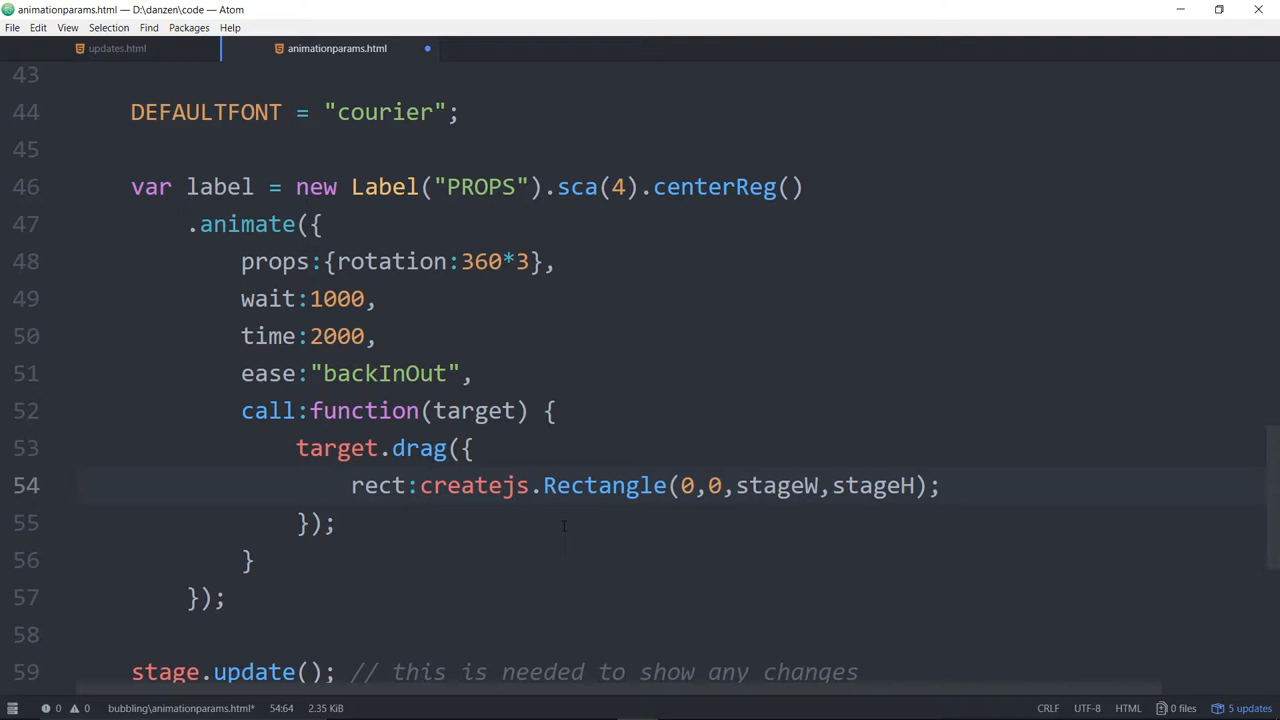 animationparams.html — D:\danzen\code — Atom
File Edit View Selection Find Packages Help
updates.html animationparams.html
43
44 DEFAULTFONT = "courier";
45
46 var label = new Label("PROPS").sca(4).centerReg()
47 .animate({
48 props:{rotation:360*3},
49 wait:1000,
50 time:2000,
51 ease:"backInOut",
52 call:function(target) {
53 target.drag({
54 rect:createjs.Rectangle(0,0,stageW,stageH);
55 });
56 }
57 });
58
59 stage.update(); // this is needed to show any changes
0 0 bubbling\animationparams.html* 54:64 2.35 KiB CRLF UTF-8 HTML 0 files 5 updates